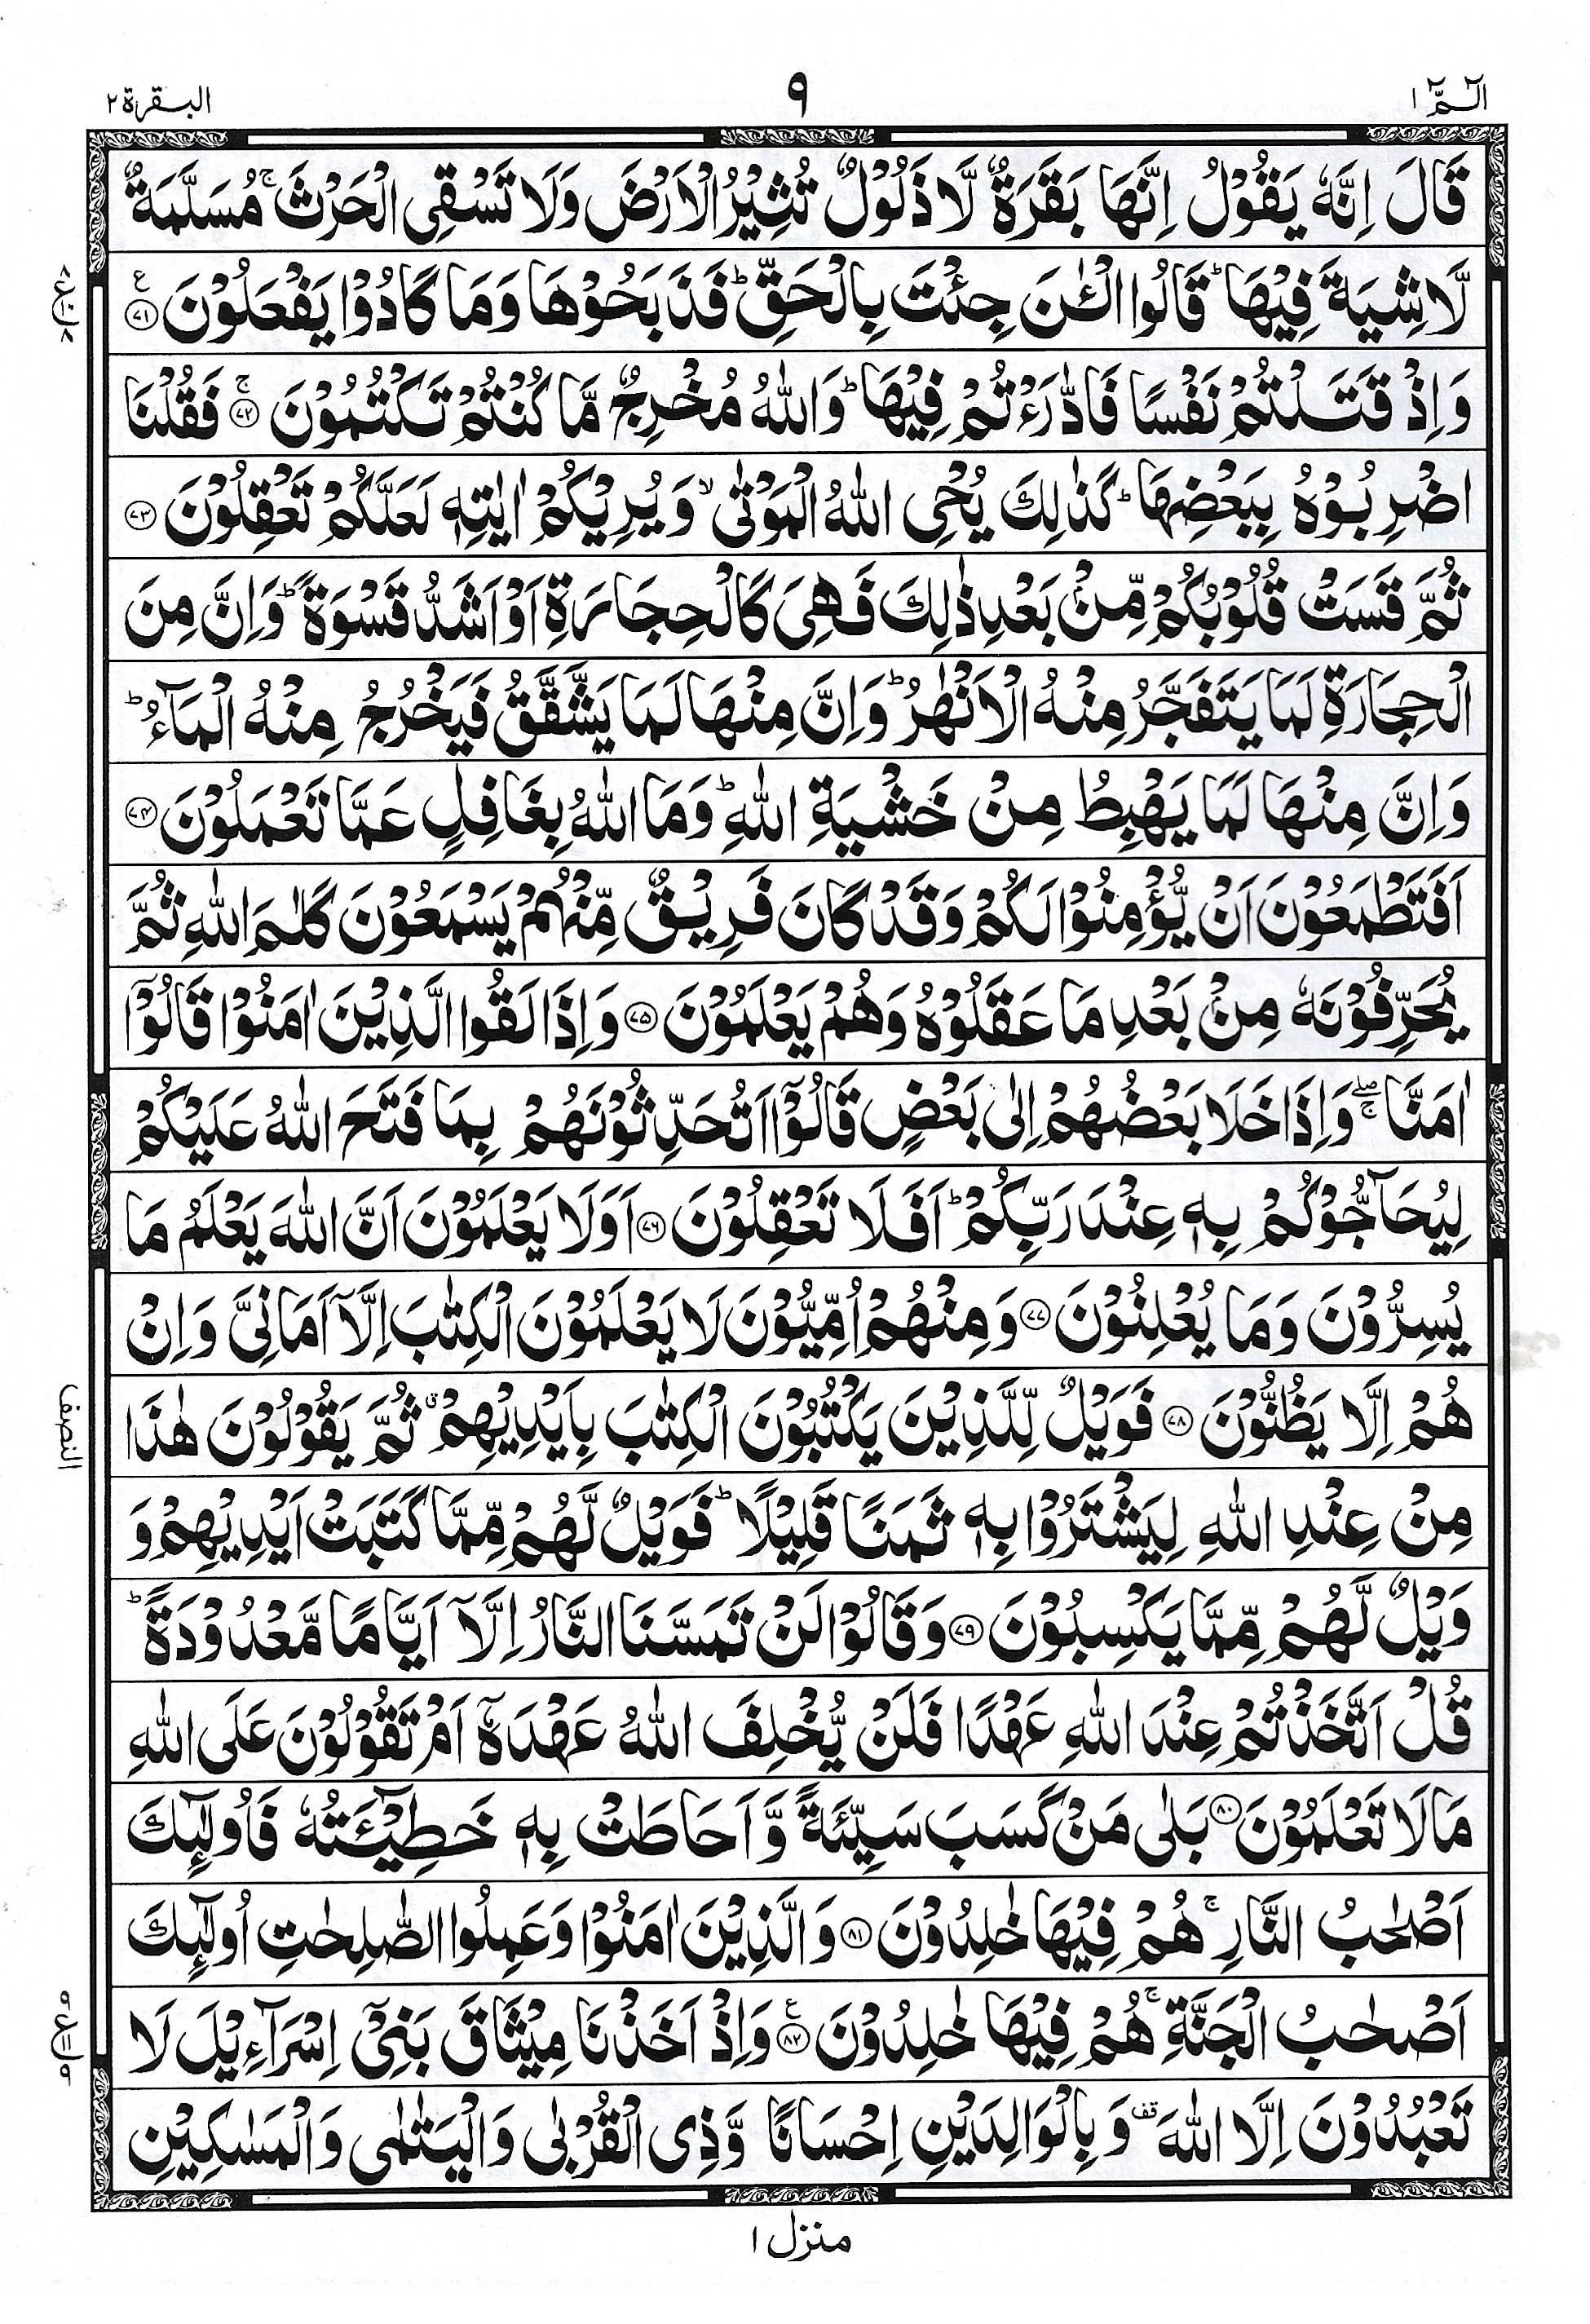 الٓمّٓ ١
٩
البقرة ٢
قَالَ اِنَّهٗ يَقُوْلُ اِنَّهَا بَقَرَةٌ لَّا ذَلُوْلٌ تُثِيْرُ الْاَرْضَ وَلَا تَسْقِى الْحَرْثَ ۚ مُسَلَّمَةٌ
لَّا شِيَةَ فِيْهَا ؕ قَالُوا الْـٰٔنَ جِئْتَ بِالْحَقِّ ؕ فَذَبَحُوْهَا وَمَا كَادُوْا يَفْعَلُوْنَ ﴿٧١﴾ ع
وَاِذْ قَتَلْتُمْ نَفْسًا فَادّٰرَءْتُمْ فِيْهَا ؕ وَاللّٰهُ مُخْرِجٌ مَّا كُنْتُمْ تَكْتُمُوْنَ ﴿٧٢﴾ ۚ فَقُلْنَا
اضْرِبُوْهُ بِبَعْضِهَا ؕ كَذٰلِكَ يُحْىِ اللّٰهُ الْمَوْتٰى ۙ وَيُرِيْكُمْ اٰيٰتِهٖ لَعَلَّكُمْ تَعْقِلُوْنَ ﴿٧٣﴾
ثُمَّ قَسَتْ قُلُوْبُكُمْ مِّنْۢ بَعْدِ ذٰلِكَ فَهِىَ كَالْحِجَارَةِ اَوْ اَشَدُّ قَسْوَةً ؕ وَاِنَّ مِنَ
الْحِجَارَةِ لَمَا يَتَفَجَّرُ مِنْهُ الْاَنْهٰرُ ؕ وَاِنَّ مِنْهَا لَمَا يَشَّقَّقُ فَيَخْرُجُ مِنْهُ الْمَآءُ ؕ
وَاِنَّ مِنْهَا لَمَا يَهْبِطُ مِنْ خَشْيَةِ اللّٰهِ ؕ وَمَا اللّٰهُ بِغَافِلٍ عَمَّا تَعْمَلُوْنَ ﴿٧٤﴾
اَفَتَطْمَعُوْنَ اَنْ يُّؤْمِنُوْا لَكُمْ وَقَدْ كَانَ فَرِيْقٌ مِّنْهُمْ يَسْمَعُوْنَ كَلٰمَ اللّٰهِ ثُمَّ
يُحَرِّفُوْنَهٗ مِنْۢ بَعْدِ مَا عَقَلُوْهُ وَهُمْ يَعْلَمُوْنَ ﴿٧٥﴾ وَاِذَا لَقُوا الَّذِيْنَ اٰمَنُوْا قَالُوْٓا
اٰمَنَّا ۖۚ وَاِذَا خَلَا بَعْضُهُمْ اِلٰى بَعْضٍ قَالُوْٓا اَتُحَدِّثُوْنَهُمْ بِمَا فَتَحَ اللّٰهُ عَلَيْكُمْ
لِيُحَآجُّوْكُمْ بِهٖ عِنْدَ رَبِّكُمْ ؕ اَفَلَا تَعْقِلُوْنَ ﴿٧٦﴾ اَوَلَا يَعْلَمُوْنَ اَنَّ اللّٰهَ يَعْلَمُ مَا
يُسِرُّوْنَ وَمَا يُعْلِنُوْنَ ﴿٧٧﴾ وَمِنْهُمْ اُمِّيُّوْنَ لَا يَعْلَمُوْنَ الْكِتٰبَ اِلَّآ اَمَانِىَّ وَاِنْ
هُمْ اِلَّا يَظُنُّوْنَ ﴿٧٨﴾ فَوَيْلٌ لِّلَّذِيْنَ يَكْتُبُوْنَ الْكِتٰبَ بِاَيْدِيْهِمْ ۗ ثُمَّ يَقُوْلُوْنَ هٰذَا
مِنْ عِنْدِ اللّٰهِ لِيَشْتَرُوْا بِهٖ ثَمَنًا قَلِيْلًا ؕ فَوَيْلٌ لَّهُمْ مِّمَّا كَتَبَتْ اَيْدِيْهِمْ وَ
وَيْلٌ لَّهُمْ مِّمَّا يَكْسِبُوْنَ ﴿٧٩﴾ وَقَالُوْا لَنْ تَمَسَّنَا النَّارُ اِلَّآ اَيَّامًا مَّعْدُوْدَةً ؕ
قُلْ اَتَّخَذْتُمْ عِنْدَ اللّٰهِ عَهْدًا فَلَنْ يُّخْلِفَ اللّٰهُ عَهْدَهٗٓ اَمْ تَقُوْلُوْنَ عَلَى اللّٰهِ
مَا لَا تَعْلَمُوْنَ ﴿٨٠﴾ بَلٰى مَنْ كَسَبَ سَيِّئَةً وَّاَحَاطَتْ بِهٖ خَطِيْٓـَٔتُهٗ فَاُولٰٓئِكَ
اَصْحٰبُ النَّارِ ۚ هُمْ فِيْهَا خٰلِدُوْنَ ﴿٨١﴾ وَالَّذِيْنَ اٰمَنُوْا وَعَمِلُوا الصّٰلِحٰتِ اُولٰٓئِكَ
اَصْحٰبُ الْجَنَّةِ ۚ هُمْ فِيْهَا خٰلِدُوْنَ ﴿٨٢﴾ ع وَاِذْ اَخَذْنَا مِيْثَاقَ بَنِىْٓ اِسْرَآءِيْلَ لَا
تَعْبُدُوْنَ اِلَّا اللّٰهَ قف وَبِالْوَالِدَيْنِ اِحْسَانًا وَّذِى الْقُرْبٰى وَالْيَتٰمٰى وَالْمَسٰكِيْنِ
النصف
منزل ١